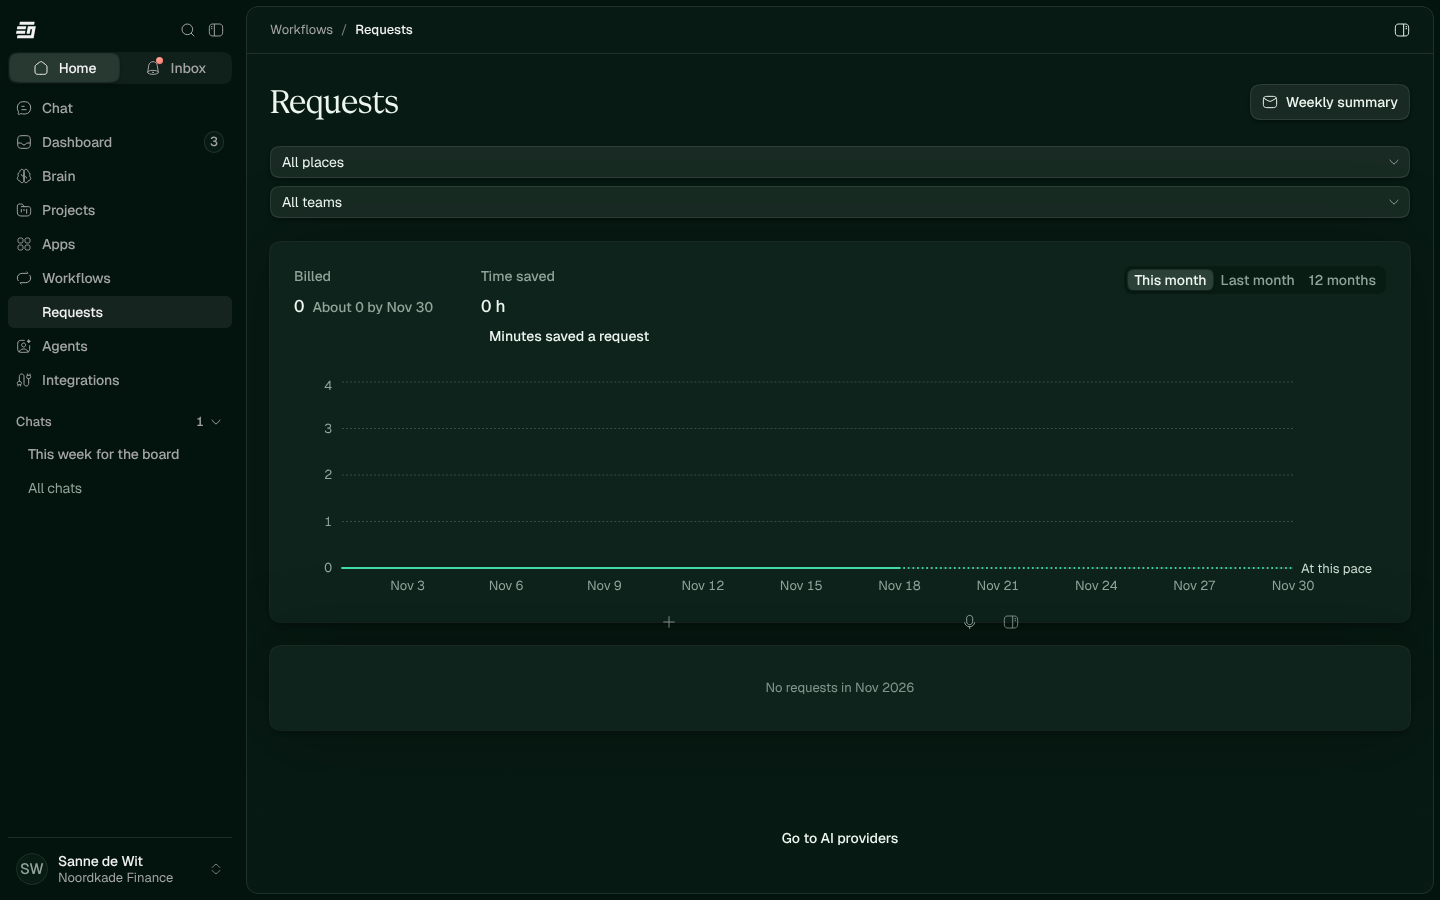 Workflows / Requests
Home
Inbox
Chat
Dashboard
3
Brain
Projects
Apps
Workflows
Requests
Agents
Integrations
Chats
1
This week for the board
All chats
Sanne de Wit
SW
Noordkade Finance
Requests
Weekly summary
All places
All teams
Billed
0 About 0 by Nov 30
Time saved
0 h
Minutes saved a request
This month
Last month
12 months
4
3
2
1
0
At this pace
Nov 3
Nov 6
Nov 9
Nov 12
Nov 15
Nov 18
Nov 21
Nov 24
Nov 27
Nov 30
No requests in Nov 2026
Go to AI providers